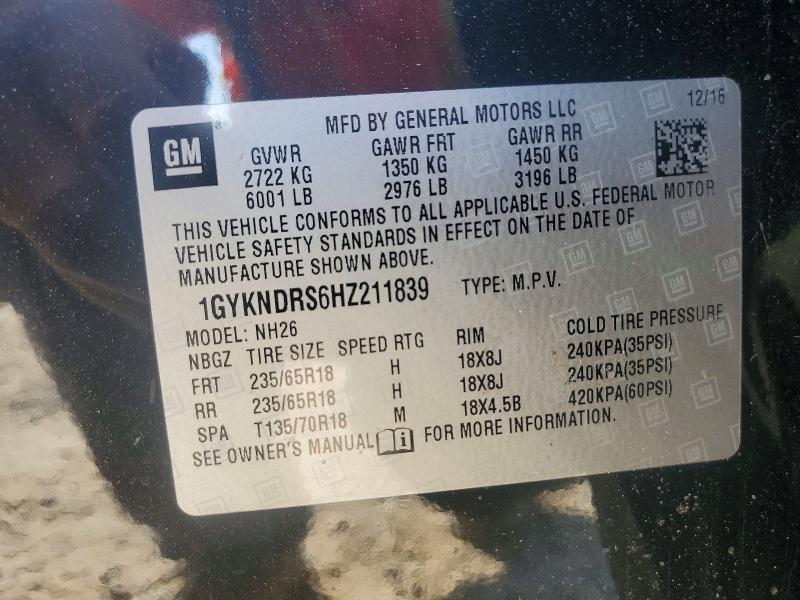 GM
®
MFD BY GENERAL MOTORS LLC 12/16
GVWR GAWR FRT GAWR RR
2722 KG 1350 KG 1450 KG
6001 LB 2976 LB 3196 LB
THIS VEHICLE CONFORMS TO ALL APPLICABLE U.S. FEDERAL MOTOR
VEHICLE SAFETY STANDARDS IN EFFECT ON THE DATE OF
MANUFACTURE SHOWN ABOVE.
1GYKNDRS6HZ211839 TYPE: M.P.V.
MODEL: NH26
NBGZ TIRE SIZE SPEED RTG RIM COLD TIRE PRESSURE
FRT 235/65R18 H 18X8J 240KPA(35PSI)
RR 235/65R18 H 18X8J 240KPA(35PSI)
SPA T135/70R18 M 18X4.5B 420KPA(60PSI)
SEE OWNER'S MANUAL FOR MORE INFORMATION.